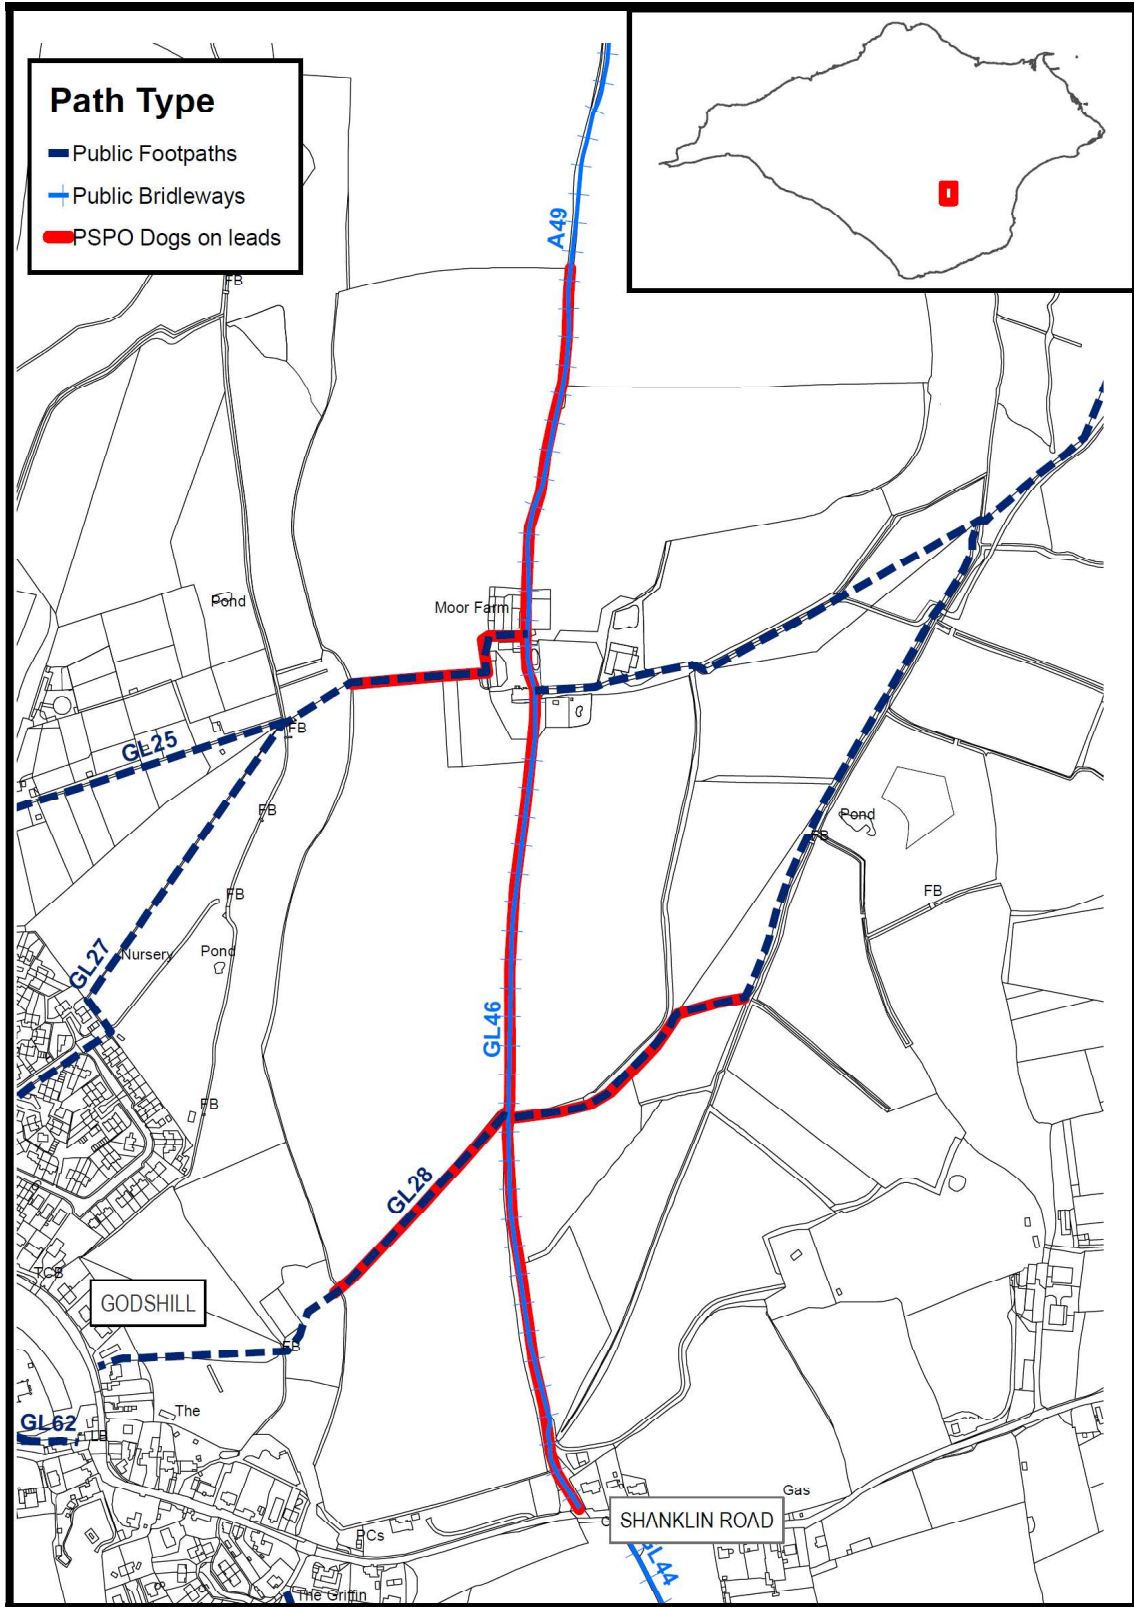 Path Type
Public Footpaths
Public Bridleways
PSPO Dogs on leads
A49
FB
Pond
Moor Farm
GL25
FB
FB
Pond
FB
FB
FB
GL27
Nursery
Pond
GL46
FB
GL28
TCB
GODSHILL
FB
The
GL62
LB
Gas
SHANKLIN ROAD
PCs
GL44
The Griffin